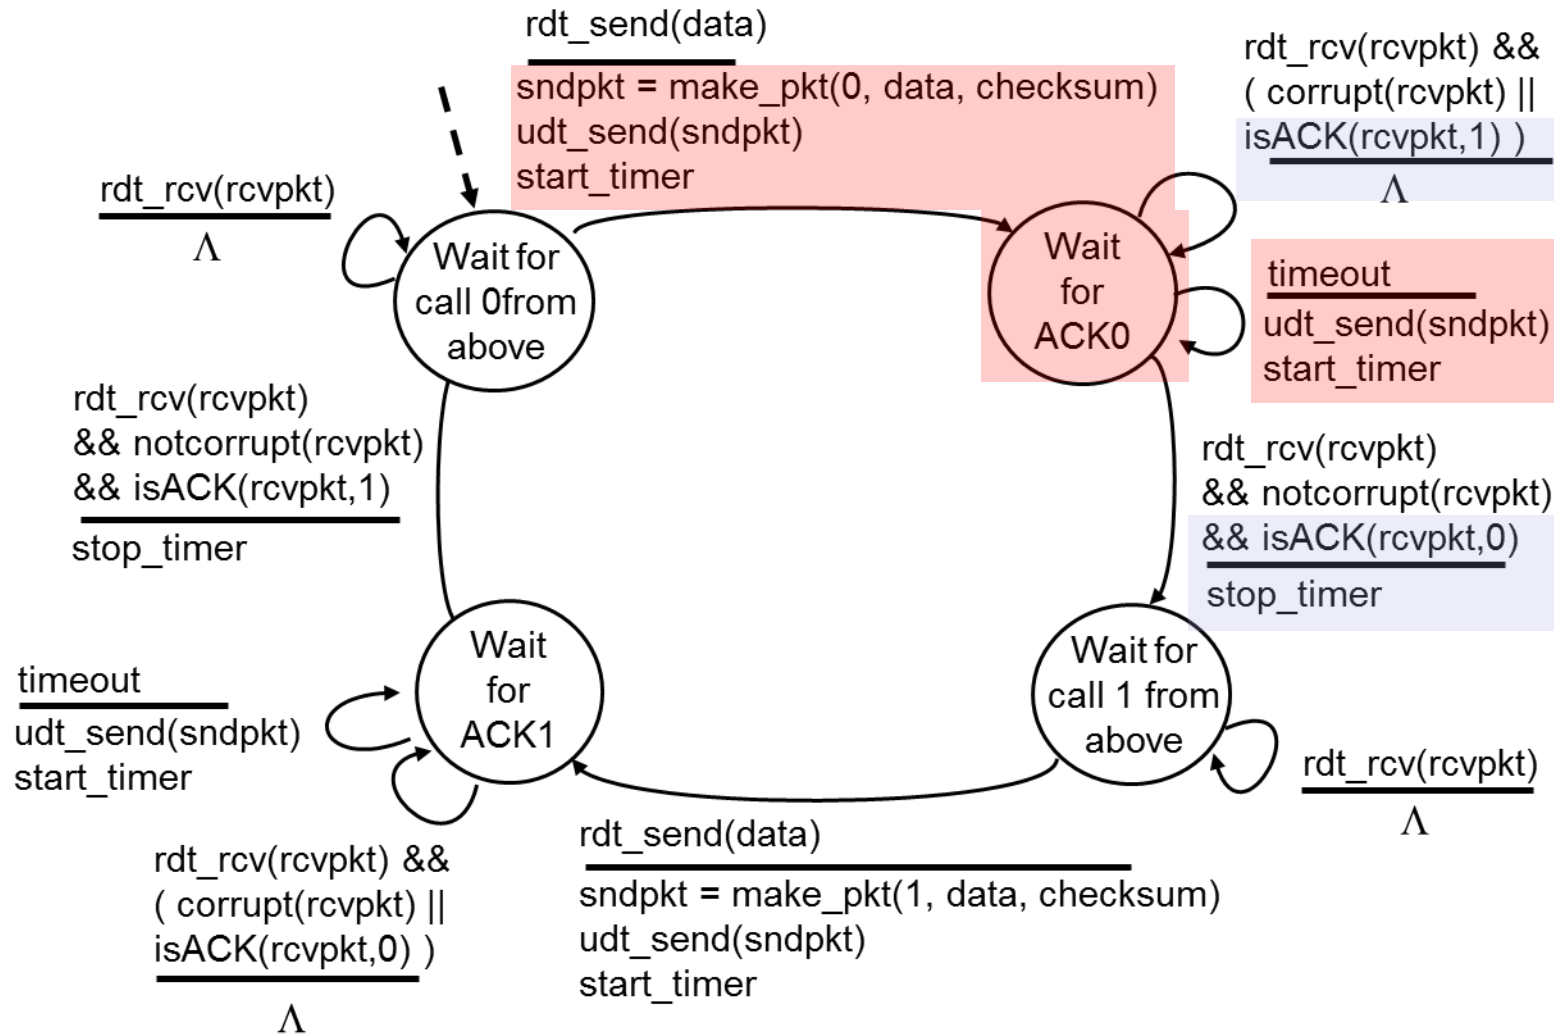 rdt_send(data)
sndpkt = make_pkt(0, data, checksum)
udt_send(sndpkt)
start_timer
rdt_rcv(rcvpkt) &&
( corrupt(rcvpkt) ||
isACK(rcvpkt,1) )
Λ
rdt_rcv(rcvpkt)
Λ
Wait for
call 0from
above
Wait
for
ACK0
timeout
udt_send(sndpkt)
start_timer
rdt_rcv(rcvpkt)
&& notcorrupt(rcvpkt)
&& isACK(rcvpkt,1)
stop_timer
rdt_rcv(rcvpkt)
&& notcorrupt(rcvpkt)
&& isACK(rcvpkt,0)
stop_timer
timeout
udt_send(sndpkt)
start_timer
Wait
for
ACK1
Wait for
call 1 from
above
rdt_rcv(rcvpkt)
Λ
rdt_rcv(rcvpkt) &&
( corrupt(rcvpkt) ||
isACK(rcvpkt,0) )
Λ
rdt_send(data)
sndpkt = make_pkt(1, data, checksum)
udt_send(sndpkt)
start_timer